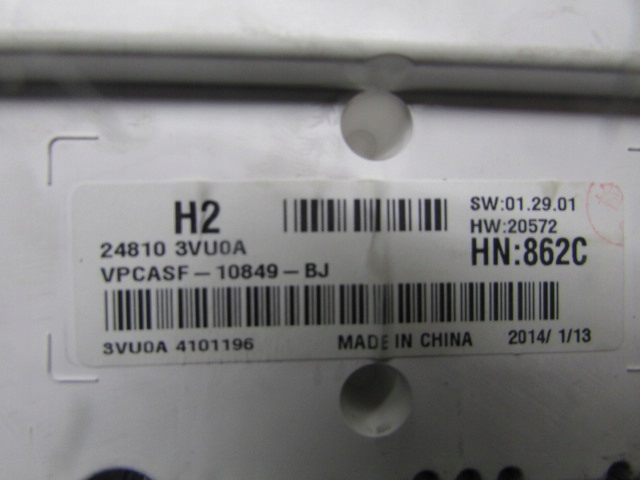 H2
SW:01.29.01
HW:20572
24810 3VU0A
HN:862C
VPCASF-10849-BJ
3VU0A 4101196 MADE IN CHINA 2014/ 1/13